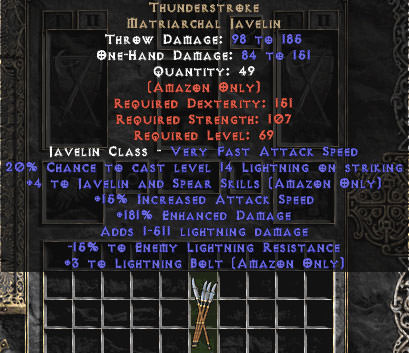 Thunderstroke
Matriarchal Javelin
Throw Damage: 98 to 185
One-Hand Damage: 84 to 151
Quantity: 49
(Amazon Only)
Required Dexterity: 151
Required Strength: 107
Required Level: 69
Javelin Class - Very Fast Attack Speed
20% Chance to cast level 14 Lightning on striking
+4 to Javelin and Spear Skills (Amazon Only)
+15% Increased Attack Speed
+181% Enhanced Damage
Adds 1-511 lightning damage
-15% to Enemy Lightning Resistance
+3 to Lightning Bolt (Amazon Only)